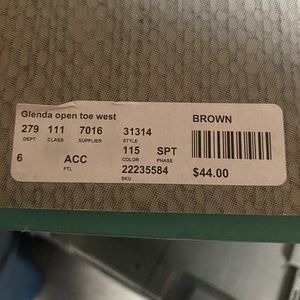 Glenda open toe west
279 111 7016 31314
DEPT CLASS SUPPLIER STYLE
115 SPT
COLOR PHASE
6 ACC 22235584
FTL SKU
BROWN
$44.00